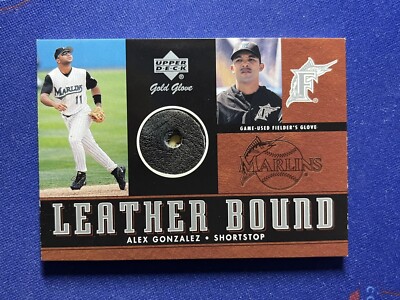 UPPER
DECK
Gold Glove
MARLINS
11
F
GAME-USED FIELDER'S GLOVE
MARLINS
LEATHER BOUND
ALEX GONZALEZ • SHORTSTOP